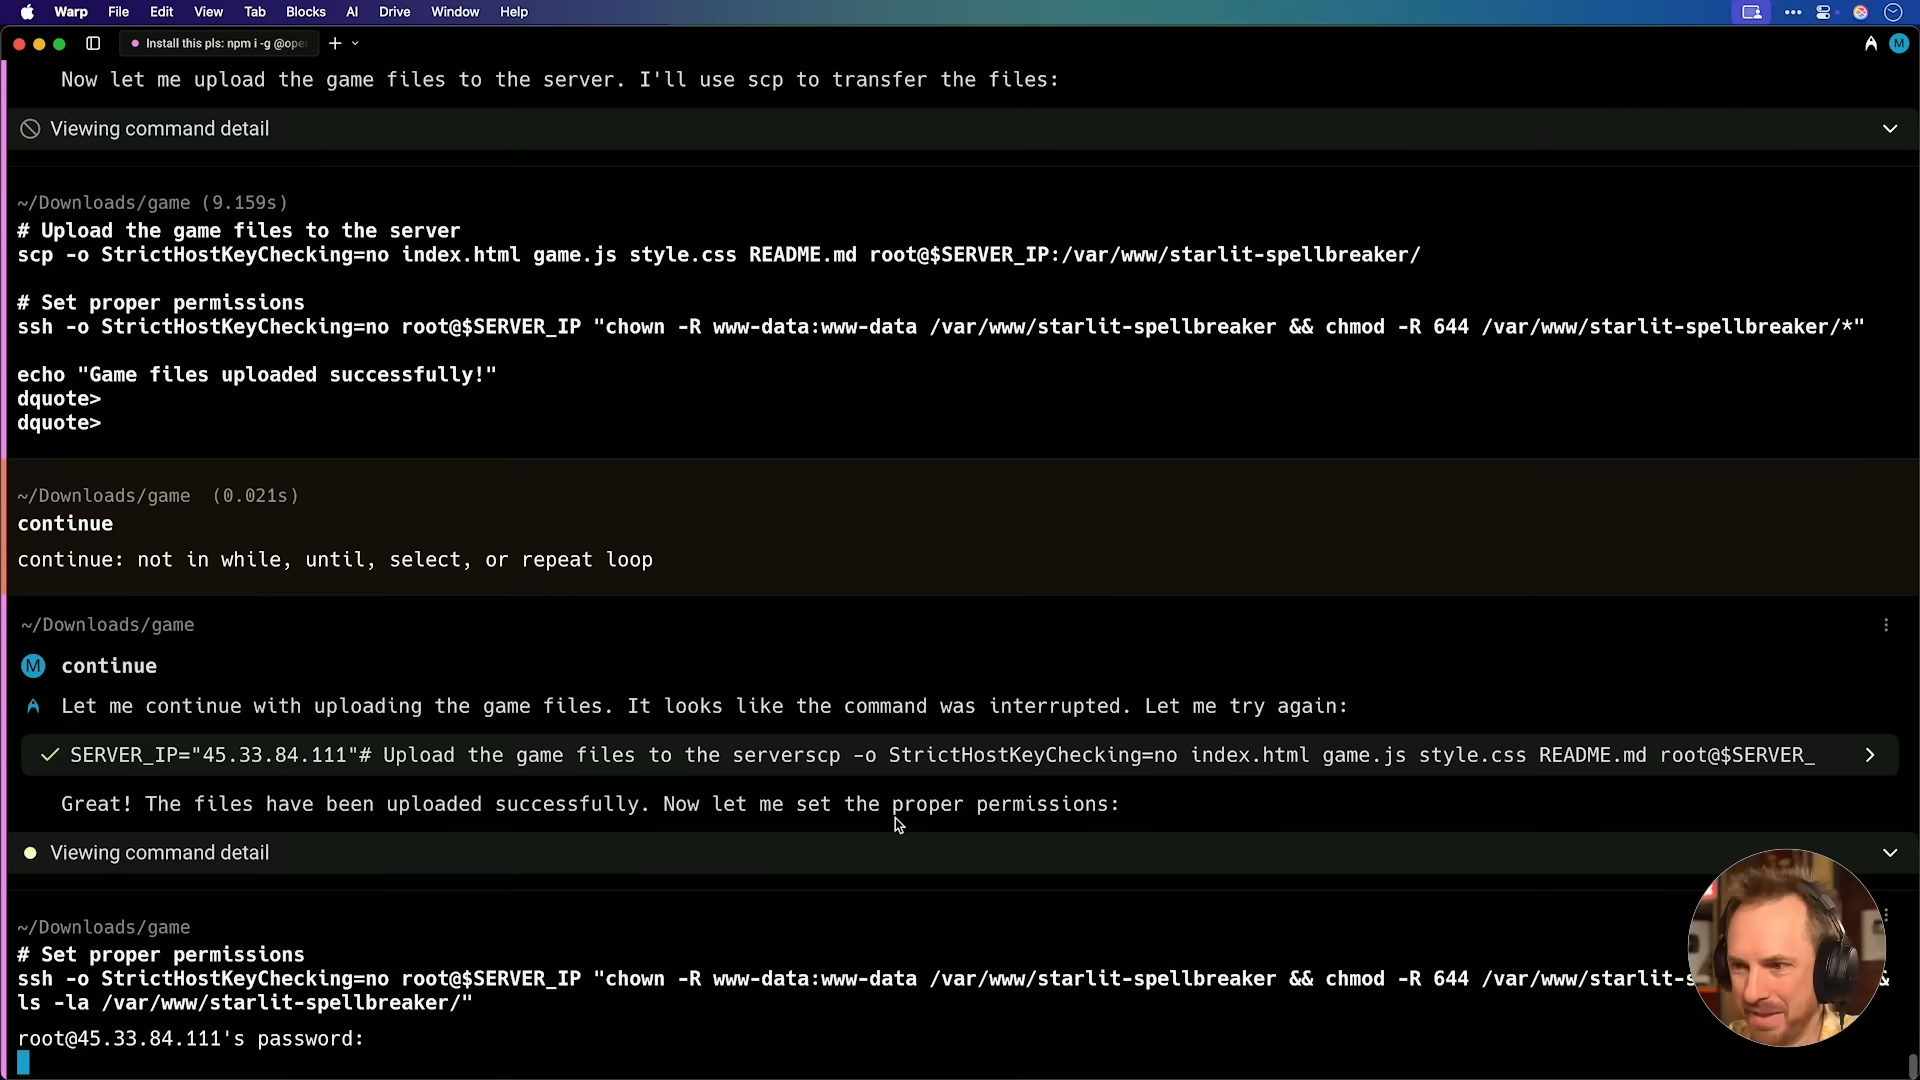 Warp File Edit View Tab Blocks AI Drive Window Help
Install this pls: npm i -g @ope
M
Now let me upload the game files to the server. I'll use scp to transfer the files:
Viewing command detail
~/Downloads/game (9.159s)
# Upload the game files to the server
scp -o StrictHostKeyChecking=no index.html game.js style.css README.md root@$SERVER_IP:/var/www/starlit-spellbreaker/
# Set proper permissions
ssh -o StrictHostKeyChecking=no root@$SERVER_IP "chown -R www-data:www-data /var/www/starlit-spellbreaker && chmod -R 644 /var/www/starlit-spellbreaker/*"
echo "Game files uploaded successfully!"
dquote>
dquote>
~/Downloads/game (0.021s)
continue
continue: not in while, until, select, or repeat loop
~/Downloads/game
M continue
Let me continue with uploading the game files. It looks like the command was interrupted. Let me try again:
SERVER_IP="45.33.84.111"# Upload the game files to the serverscp -o StrictHostKeyChecking=no index.html game.js style.css README.md root@$SERVER_
Great! The files have been uploaded successfully. Now let me set the proper permissions:
Viewing command detail
~/Downloads/game
# Set proper permissions
ssh -o StrictHostKeyChecking=no root@$SERVER_IP "chown -R www-data:www-data /var/www/starlit-spellbreaker && chmod -R 644 /var/www/starlit-s &
ls -la /var/www/starlit-spellbreaker/"
root@45.33.84.111's password: